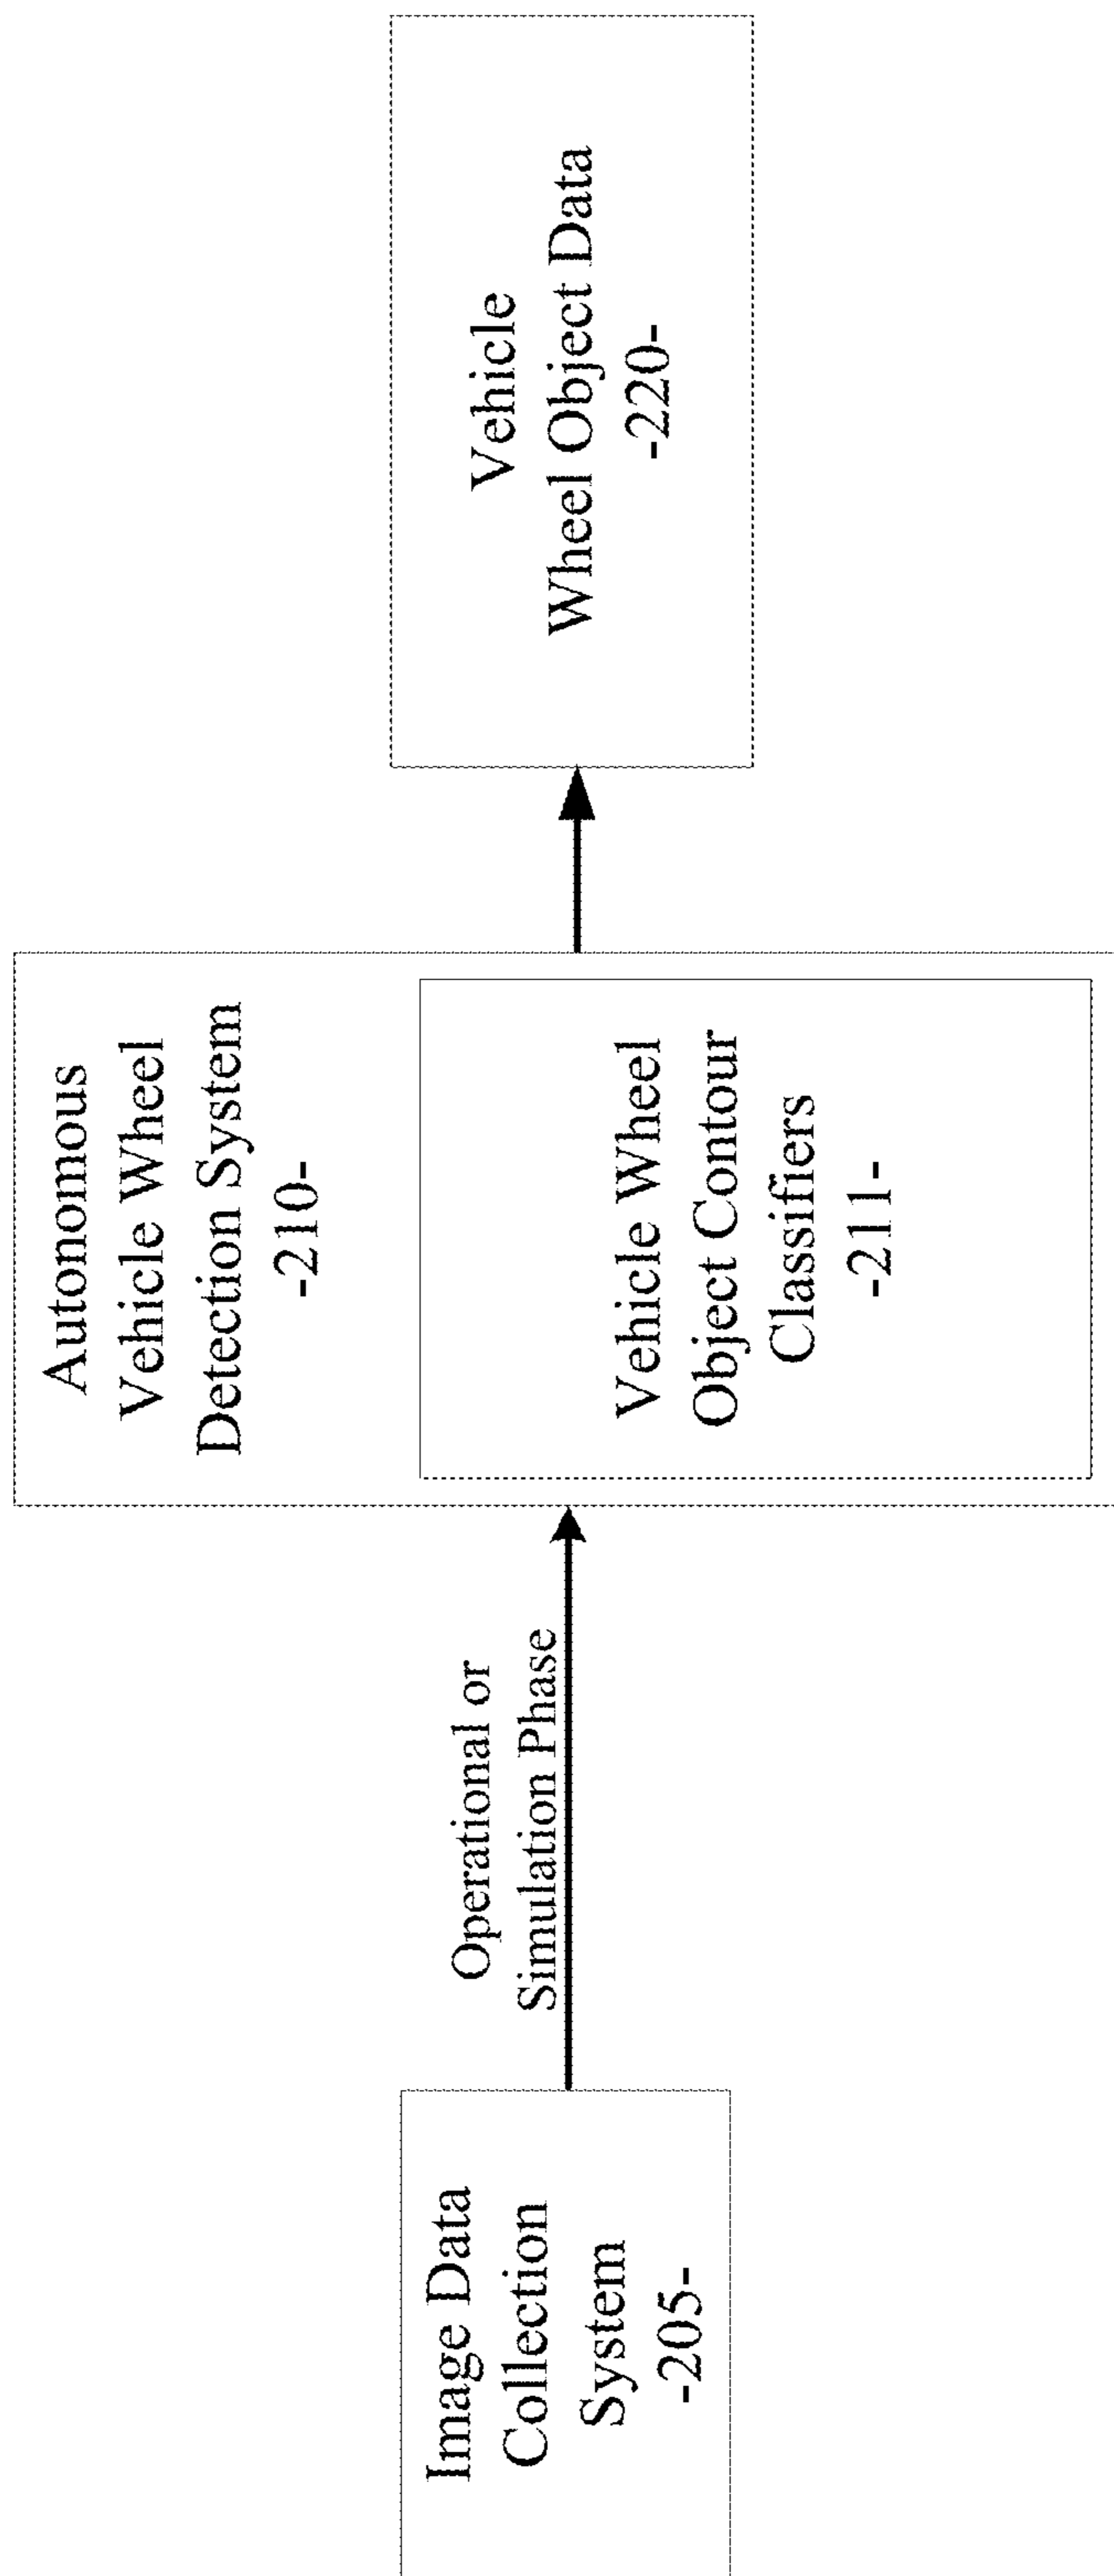 Image Data
Collection
System
-205-
Operational or
Simulation Phase
Autonomous
Vehicle Wheel
Detection System
-210-
Vehicle Wheel
Object Contour
Classifiers
-211-
Vehicle
Wheel Object Data
-220-